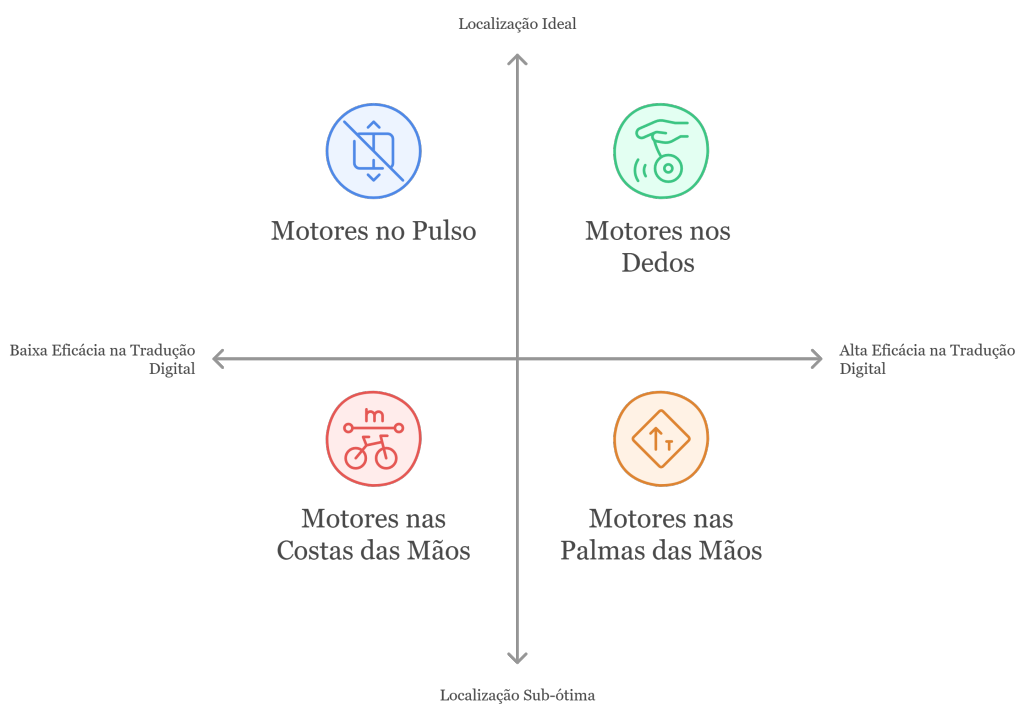 Localização Ideal
Motores no Pulso
Motores nos
Dedos
Baixa Eficácia na Tradução
Digital
Alta Eficácia na Tradução
Digital
m
T
Motores nas
Costas das Mãos
Motores nas
Palmas das Mãos
Localização Sub-ótima